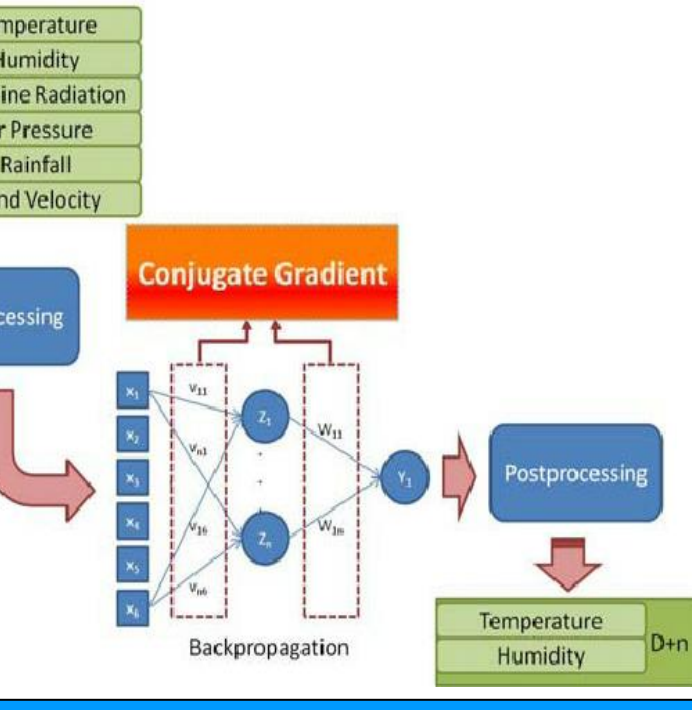 mperature
Humidity
ine Radiation
r Pressure
Rainfall
nd Velocity
Conjugate Gradient
cessing
x1
x2
x3
x4
x5
x6
v11
vn1
v16
vn6
Z1
Zn
W11
W1m
Y1
Backpropagation
Postprocessing
Temperature
Humidity
D+n